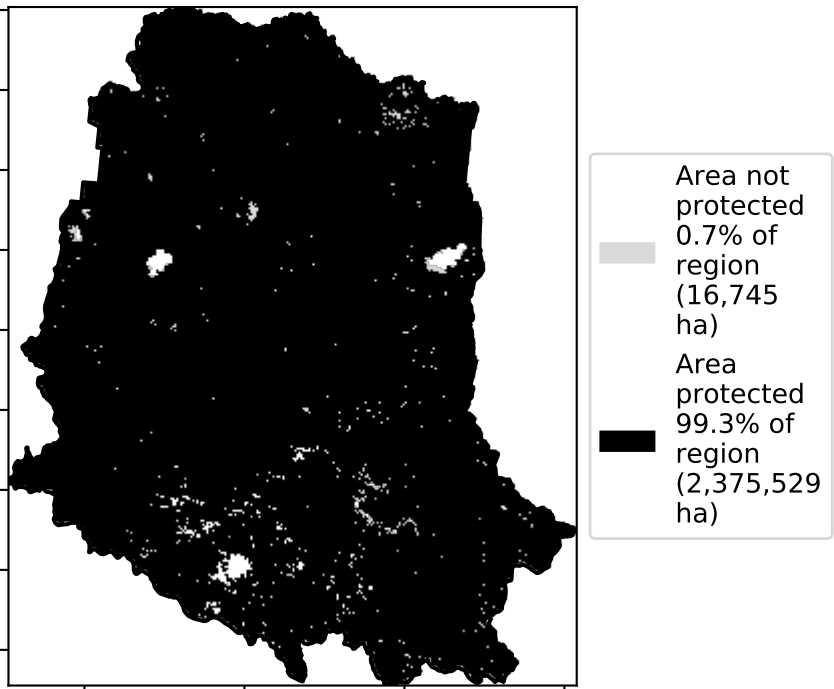 Area not
protected
0.7% of
region
(16,745
ha)
Area
protected
99.3% of
region
(2,375,529
ha)